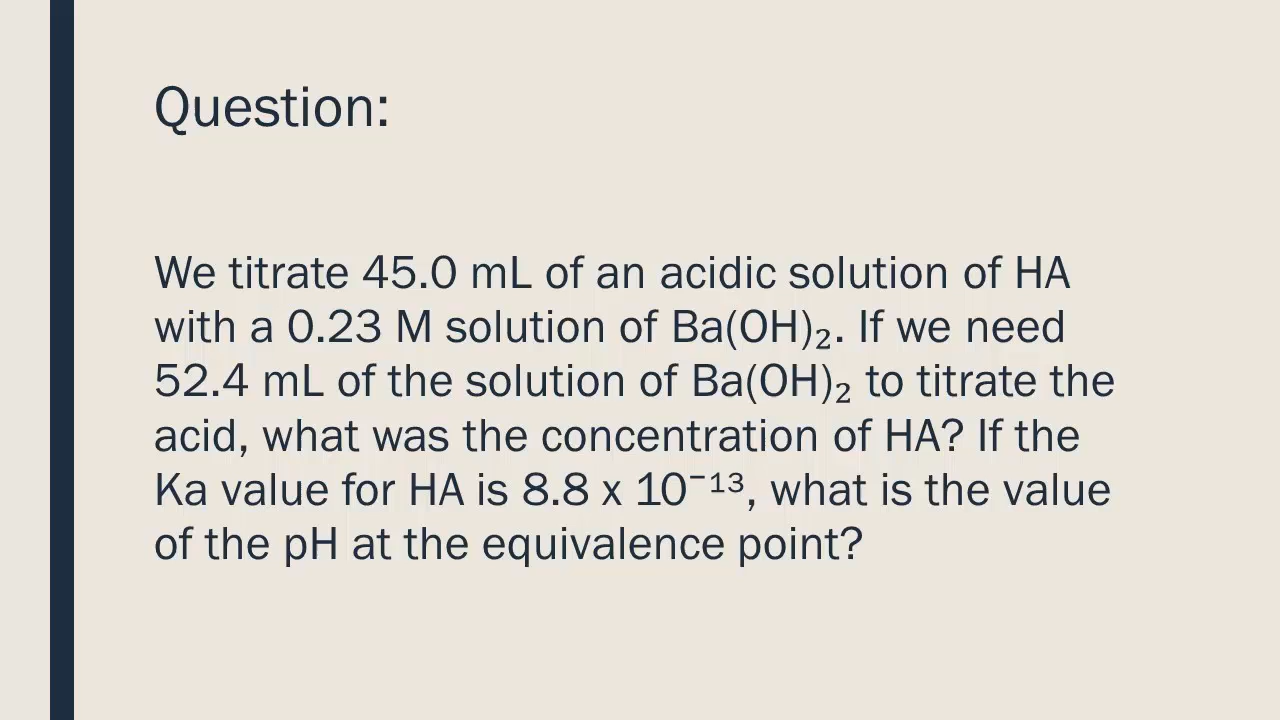 Question:
We titrate 45.0 mL of an acidic solution of HA
with a 0.23 M solution of Ba(OH)₂. If we need
52.4 mL of the solution of Ba(OH)₂ to titrate the
acid, what was the concentration of HA? If the
Ka value for HA is 8.8 x 10⁻¹³, what is the value
of the pH at the equivalence point?